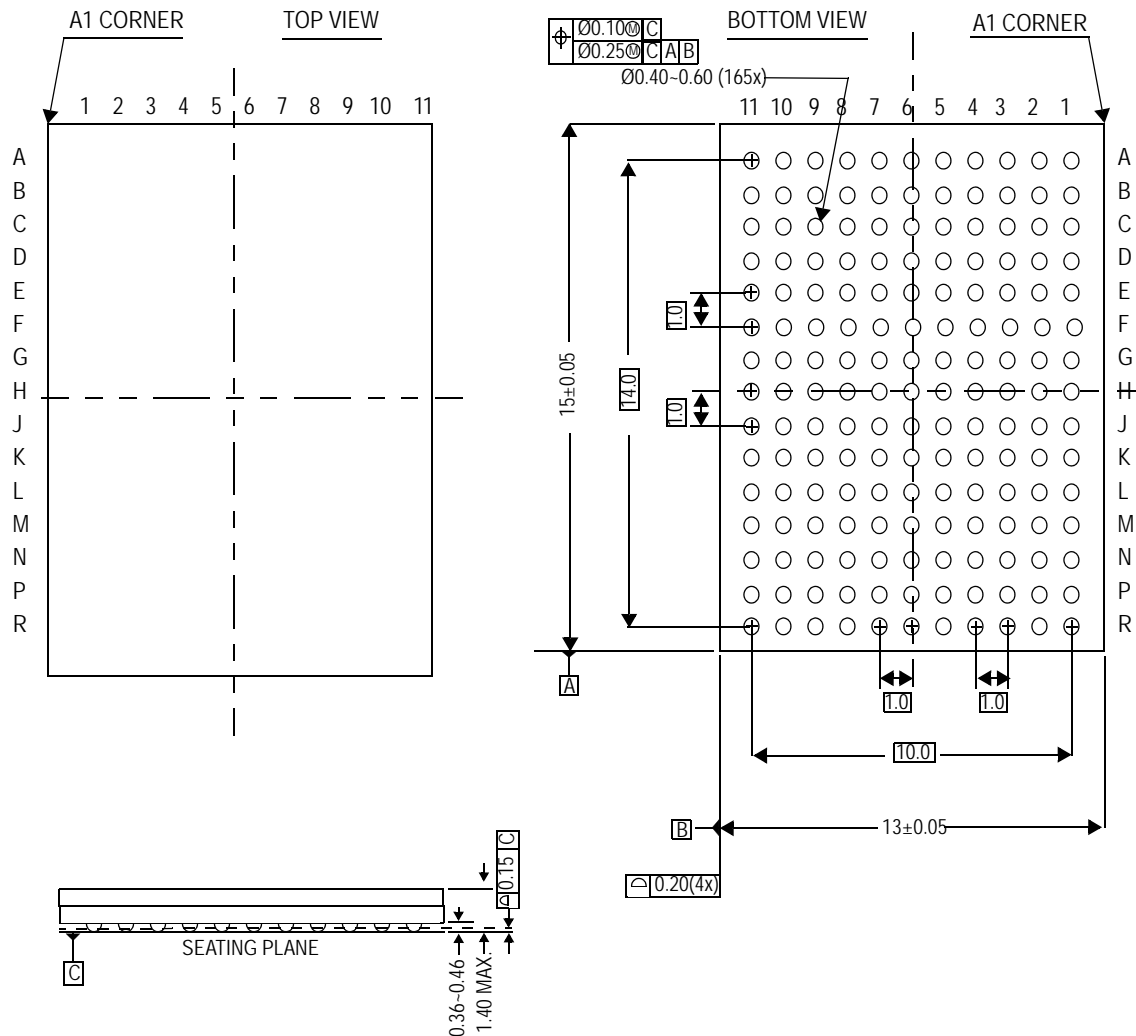 A1 CORNER
TOP VIEW
BOTTOM VIEW
A1 CORNER
Ø0.10Ⓜ C
Ø0.25Ⓜ C A B
Ø0.40~0.60 (165x)
1 2 3 4 5 6 7 8 9 10 11
11 10 9 8 7 6 5 4 3 2 1
A
B
C
D
E
F
G
H
J
K
L
M
N
P
R
15±0.05
14.0
1.0
1.0
A
B
C
D
E
F
G
H
J
K
L
M
N
P
R
A
1.0
1.0
10.0
B
13±0.05
0.20(4x)
0.15 C
SEATING PLANE
C
0.36~0.46
1.40 MAX.